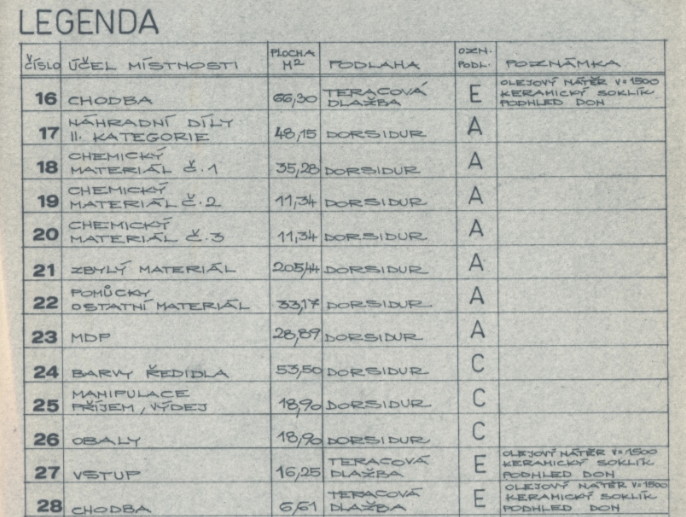 LEGENDA
ČÍSLO ÚČEL MÍSTNOSTI PLOCHA M2 PODLAHA OZN. PODL. POZNÁMKA
16 CHODBA 66,30 TERACOVÁ DLAŽBA E OLEJOVÝ NÁTĚR V=1500 KERAMICKÝ SOKLÍK PODHLED DON
17 NÁHRADNÍ DÍLY II. KATEGORIE 48,15 DORSIDUR A
18 CHEMICKÝ MATERIÁL Č.1 35,28 DORSIDUR A
19 CHEMICKÝ MATERIÁL Č.2 11,34 DORSIDUR A
20 CHEMICKÝ MATERIÁL Č.3 11,34 DORSIDUR A
21 ZBYLÝ MATERIÁL 205,44 DORSIDUR A
22 POMŮCKY OSTATNÍ MATERIÁL 33,17 DORSIDUR A
23 MDP 28,89 DORSIDUR A
24 BARVY ŘEDIDLA 53,50 DORSIDUR C
25 MANIPULACE PŘÍJEM, VÝDEJ 18,90 DORSIDUR C
26 OBALY 18,90 DORSIDUR C
27 VSTUP 16,25 TERACOVÁ DLAŽBA E OLEJOVÝ NÁTĚR V=1500 KERAMICKÝ SOKLÍK PODHLED DON
28 CHODBA 6,61 TERACOVÁ DLAŽBA E OLEJOVÝ NÁTĚR V=1500 KERAMICKÝ SOKLÍK PODHLED DON